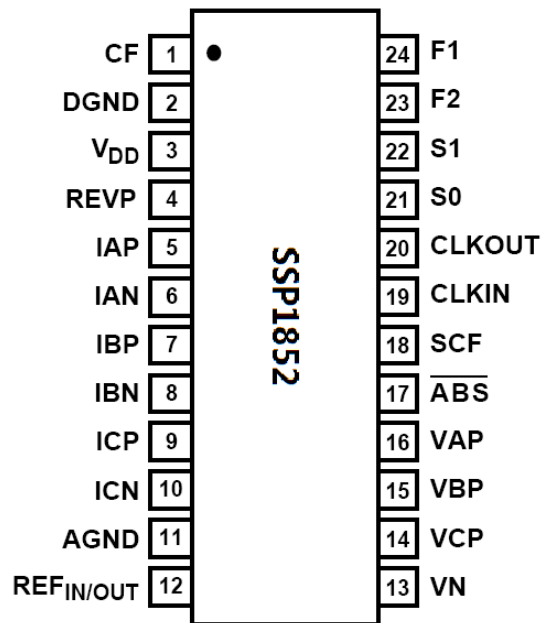 CF 1 24 F1
DGND 2 23 F2
VDD 3 22 S1
REVP 4 21 S0
IAP 5 20 CLKOUT
IAN 6 19 CLKIN
IBP 7 18 SCF
IBN 8 17 ABS
ICP 9 16 VAP
ICN 10 15 VBP
AGND 11 14 VCP
REFIN/OUT 12 13 VN
SSP1852